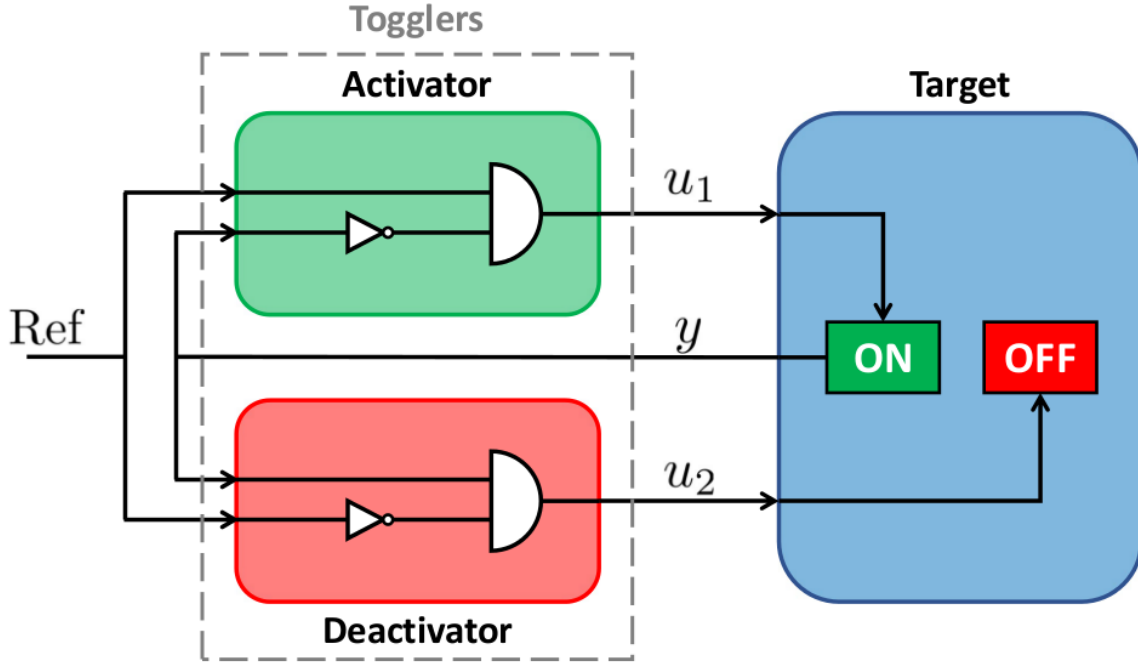 Togglers
Activator
Target
u1
Ref
y
ON
OFF
u2
Deactivator